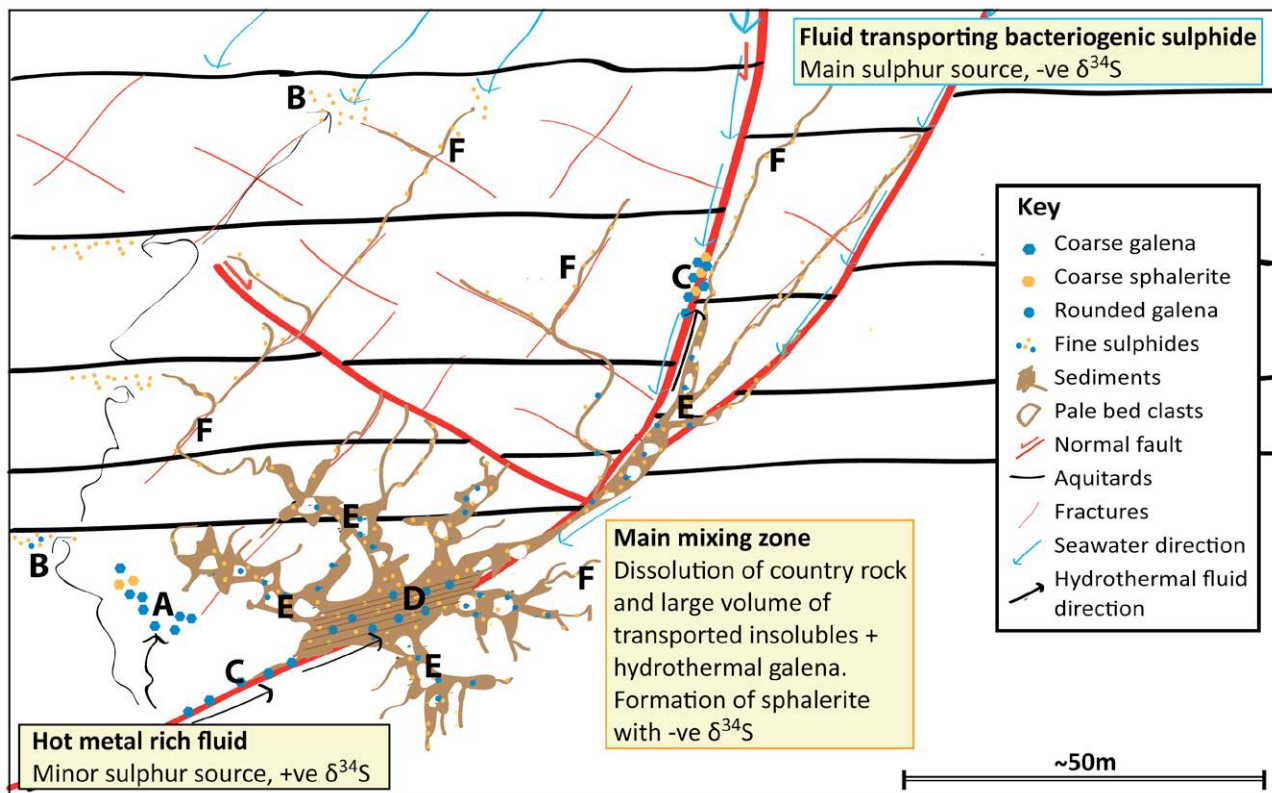 Fluid transporting bacteriogenic sulphide
Main sulphur source, -ve δ³⁴S
B
F
F
Key
Coarse galena
Coarse sphalerite
Rounded galena
Fine sulphides
Sediments
Pale bed clasts
Normal fault
Aquitards
Fractures
Seawater direction
Hydrothermal fluid
direction
C
F
E
F
E
B
A
D
E
F
C
E
Main mixing zone
Dissolution of country rock
and large volume of
transported insolubles +
hydrothermal galena.
Formation of sphalerite
with -ve δ³⁴S
Hot metal rich fluid
Minor sulphur source, +ve δ³⁴S
~50m